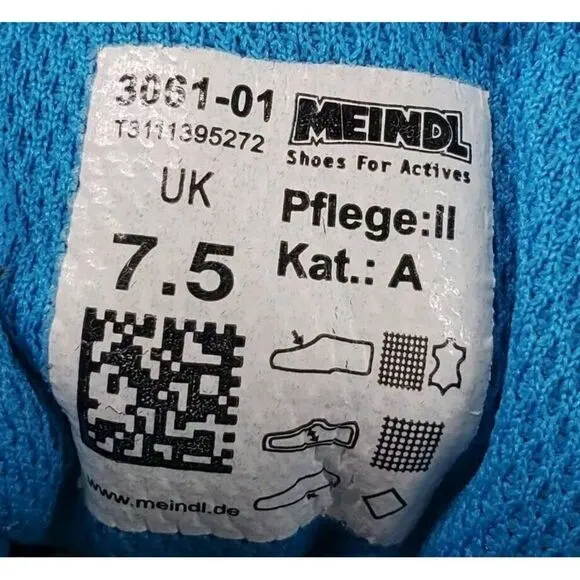 3061-01
T3111395272
MEINDL
Shoes For Actives
UK
7.5
Pflege:II
Kat.: A
www.meindl.de